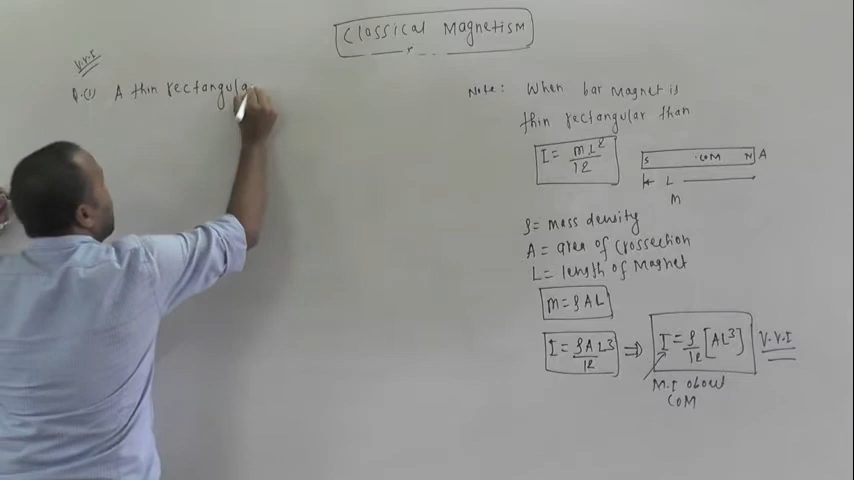 Classical Magnetism
V.V.I
Q.(1) A thin rectangula
Note: When bar magnet is
thin rectangular than
I = mL²/12
S .COM N A
L
M
ρ = mass density
A = area of crossection
L = length of Magnet
m = ρAL
I = ρAL³/12 ⇒ I = ρ/12 [AL³] V.V.I
M.I about
COM